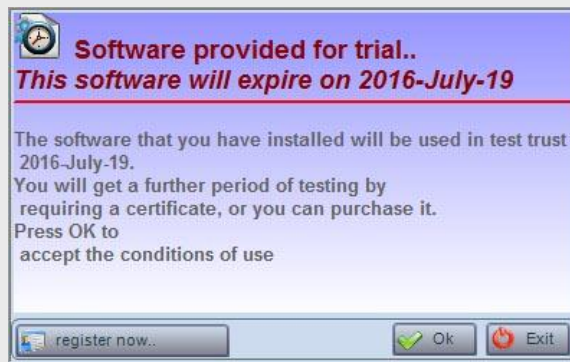 Software provided for trial..
This software will expire on 2016-July-19
The software that you have installed will be used in test trust
2016-July-19.
You will get a further period of testing by
requiring a certificate, or you can purchase it.
Press OK to
accept the conditions of use
register now..
Ok
Exit